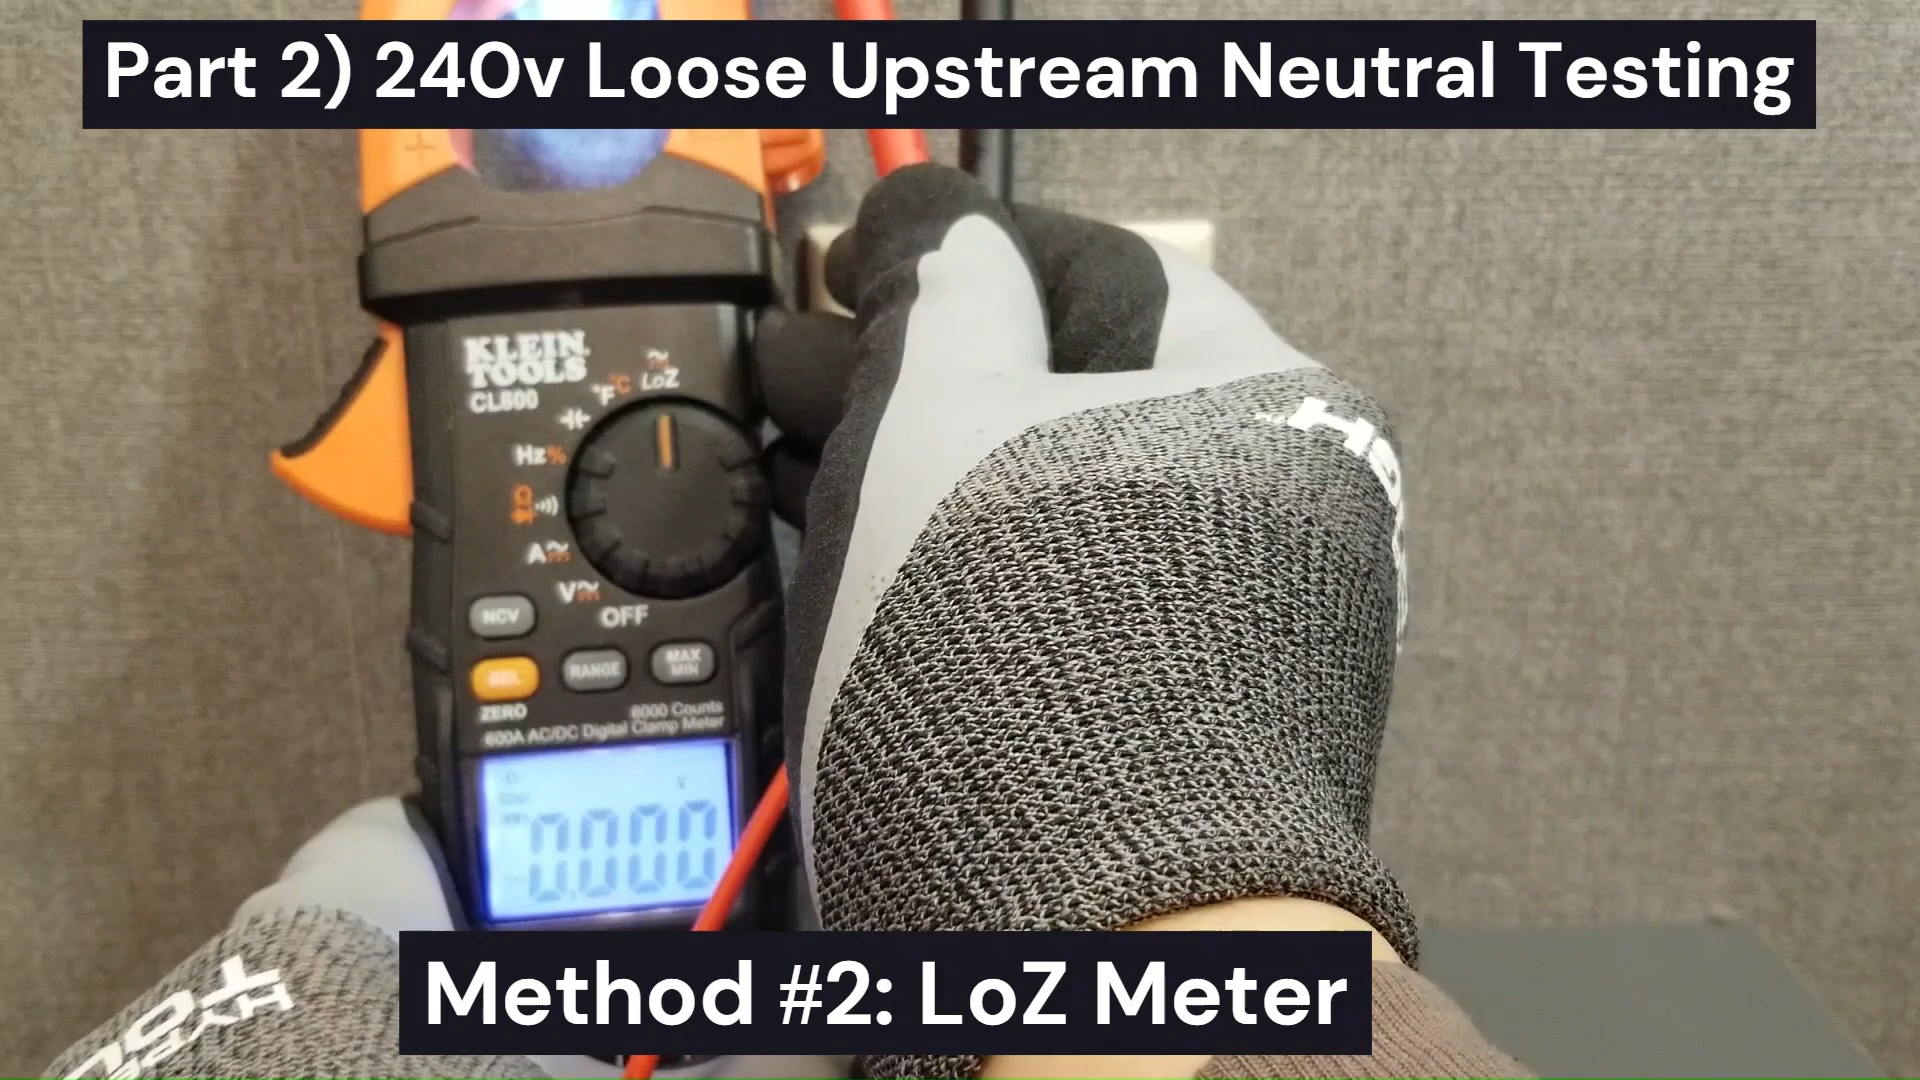 Part 2) 240v Loose Upstream Neutral Testing
KLEIN
TOOLS
CL800
LoZ
°F°C
Hz%
A
V
OFF
NCV
SEL
RANGE
MAX
MIN
ZERO
6000 Counts
600A AC/DC Digital Clamp Meter
V
0.000
Method #2: LoZ Meter